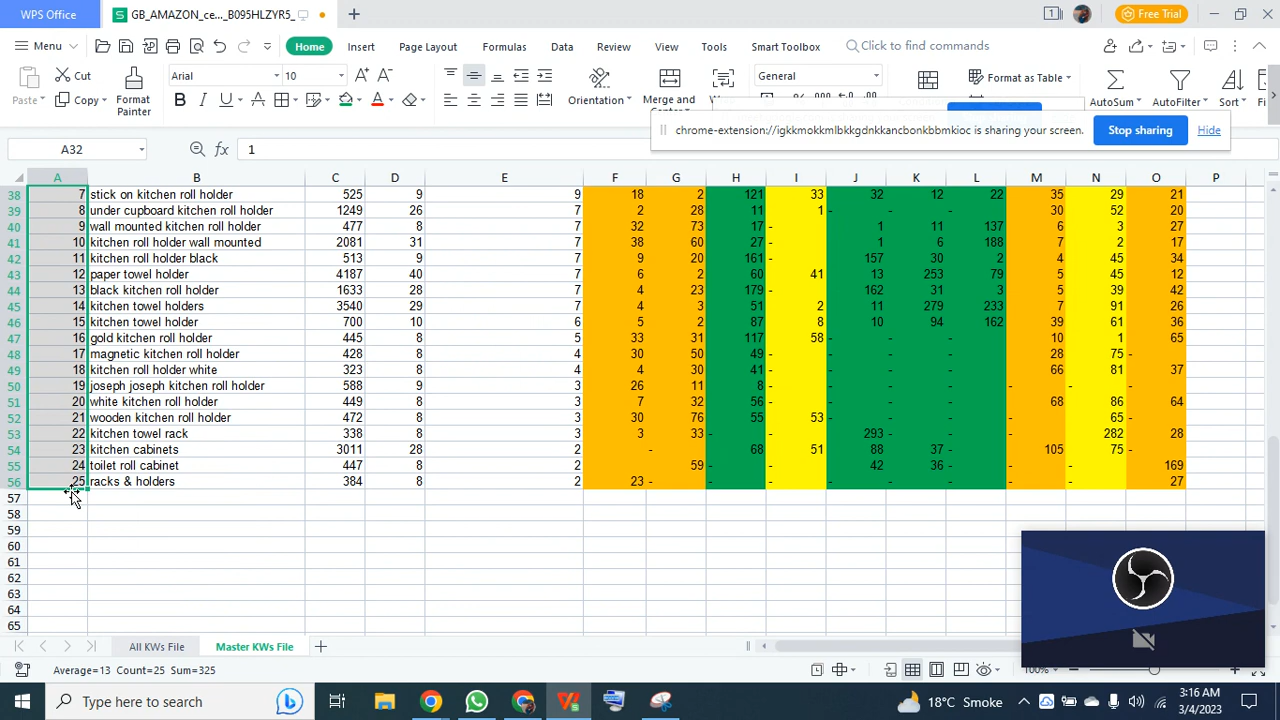 WPS Office GB_AMAZON_ce..._B095HLZYR5_ Free Trial
Menu Home Insert Page Layout Formulas Data Review View Tools Smart Toolbox Click to find commands
Paste Cut Copy Format Painter Arial 10 Orientation Merge and General Format as Table AutoSum AutoFilter Sort
chrome-extension://igkkmokkmlbkkgdnkkancbonkbbmkioc is sharing your screen. Stop sharing Hide
A32 1
A B C D E F G H I J K L M N O P
38 7 stick on kitchen roll holder 525 9 9 18 2 121 33 32 12 22 35 29 21
39 8 under cupboard kitchen roll holder 1249 26 7 2 28 11 1 - - - 30 52 20
40 9 wall mounted kitchen roll holder 477 8 7 32 73 17 - 1 11 137 6 3 27
41 10 kitchen roll holder wall mounted 2081 31 7 38 60 27 - 1 6 188 7 2 17
42 11 kitchen roll holder black 513 9 7 9 20 161 - 157 30 2 4 45 34
43 12 paper towel holder 4187 40 7 6 2 60 41 13 253 79 5 45 12
44 13 black kitchen roll holder 1633 28 7 4 23 179 - 162 31 3 5 39 42
45 14 kitchen towel holders 3540 29 7 4 3 51 2 11 279 233 7 91 26
46 15 kitchen towel holder 700 10 6 5 2 87 8 10 94 162 39 61 36
47 16 gold kitchen roll holder 445 8 5 33 31 117 58 - - - 10 1 65
48 17 magnetic kitchen roll holder 428 8 4 30 50 49 - - - - 28 75 -
49 18 kitchen roll holder white 323 8 4 4 30 41 - - - - 66 81 37
50 19 joseph joseph kitchen roll holder 588 9 3 26 11 8 - - - - - - -
51 20 white kitchen roll holder 449 8 3 7 32 56 - - - - 68 86 64
52 21 wooden kitchen roll holder 472 8 3 30 76 55 53 - - - - 65 -
53 22 kitchen towel rack 338 8 3 3 33 - - 293 - - - 282 28
54 23 kitchen cabinets 3011 28 2 - 68 51 88 37 - 105 75 -
55 24 toilet roll cabinet 447 8 2 59 - - 42 36 - - - 169
56 25 racks & holders 384 8 2 23 - - - - - - - - 27
57
58
59
60
61
62
63
64
65
All KWs File Master KWs File
Average=13 Count=25 Sum=325 100%
Type here to search 18°C Smoke 3:16 AM
3/4/2023